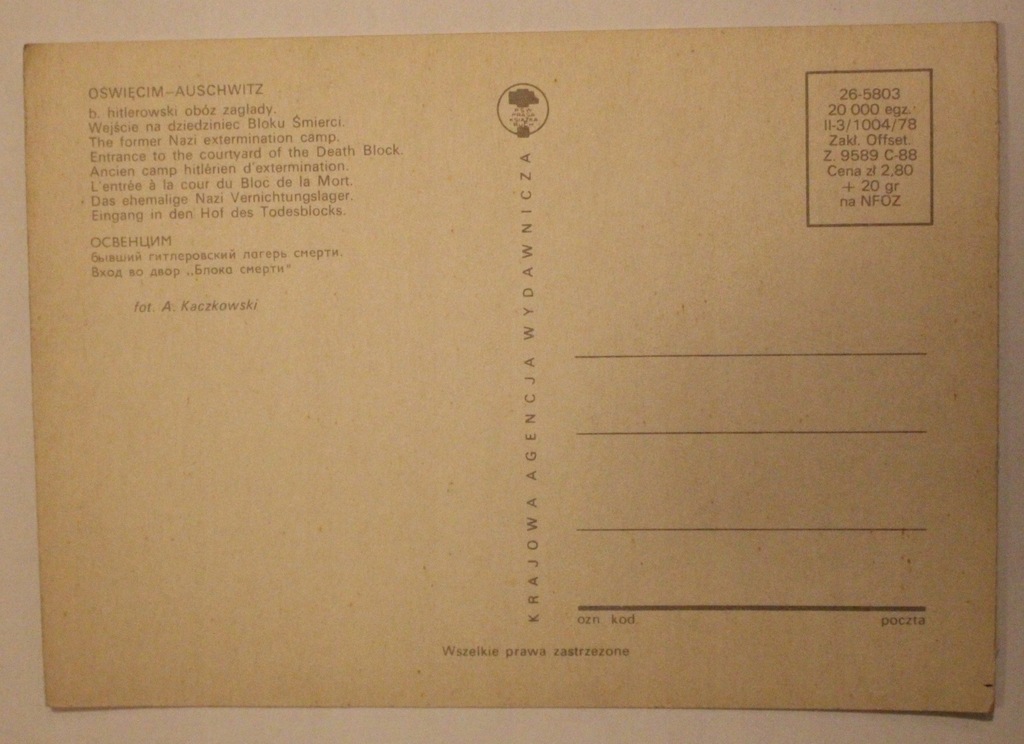 OŚWIĘCIM–AUSCHWITZ
b. hitlerowski obóz zagłady.
Wejście na dziedziniec Bloku Śmierci.
The former Nazi extermination camp.
Entrance to the courtyard of the Death Block.
Ancien camp hitlérien d'extermination.
L'entrée à la cour du Bloc de la Mort.
Das ehemalige Nazi Vernichtungslager.
Eingang in den Hof des Todesblocks.
ОСВЕНЦИМ
бывший гитлеровский лагерь смерти.
Вход во двор „Блока смерти"
fot. A. Kaczkowski
KRAJOWA AGENCJA WYDAWNICZA
26-5803
20 000 egz.
II-3/1004/78
Zakł. Offset.
Z. 9589 C-88
Cena zł 2,80
+ 20 gr
na NFOZ
ozn. kod. poczta
Wszelkie prawa zastrzeżone